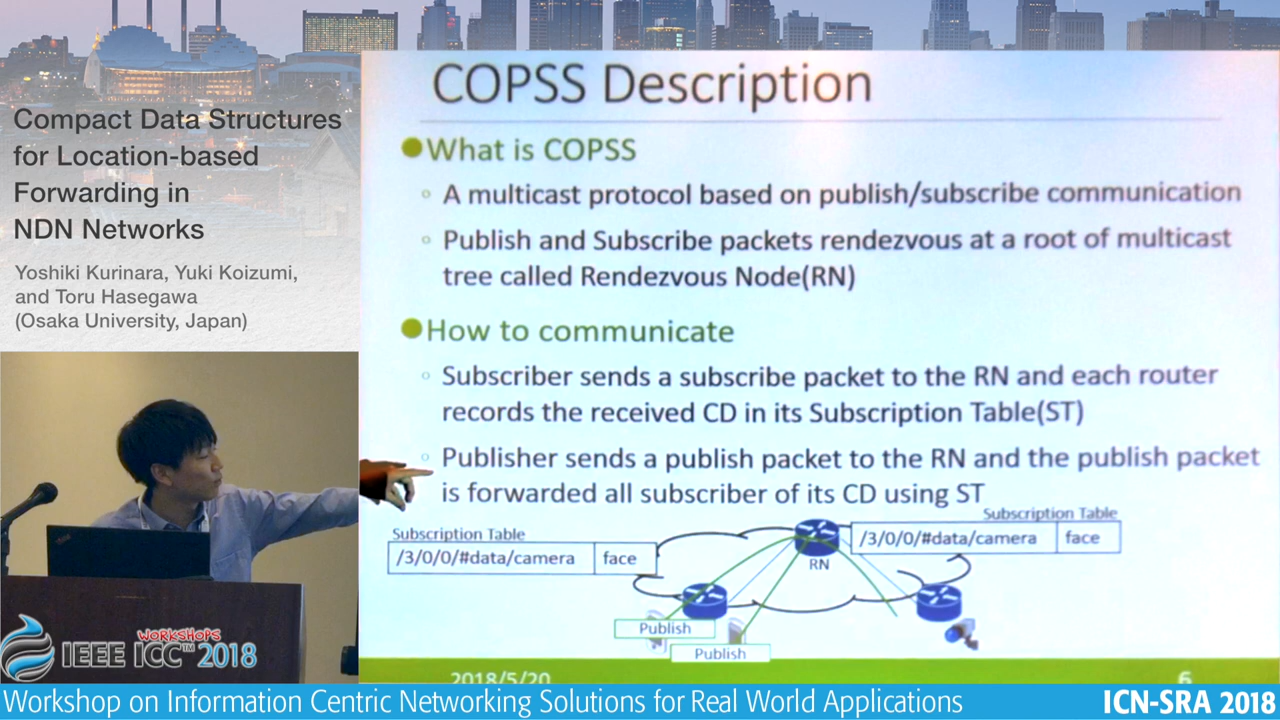 Compact Data Structures
for Location-based
Forwarding in
NDN Networks
Yoshiki Kurinara, Yuki Koizumi,
and Toru Hasegawa
(Osaka University, Japan)
COPSS Description
What is COPSS
A multicast protocol based on publish/subscribe communication
Publish and Subscribe packets rendezvous at a root of multicast
tree called Rendezvous Node(RN)
How to communicate
Subscriber sends a subscribe packet to the RN and each router
records the received CD in its Subscription Table(ST)
Publisher sends a publish packet to the RN and the publish packet
is forwarded all subscriber of its CD using ST
Subscription Table
/3/0/0/#data/camera face
Subscription Table
/3/0/0/#data/camera face
RN
Publish
Publish
2018/5/20
6
WORKSHOPS
IEEE ICC™ 2018
Workshop on Information Centric Networking Solutions for Real World Applications
ICN-SRA 2018